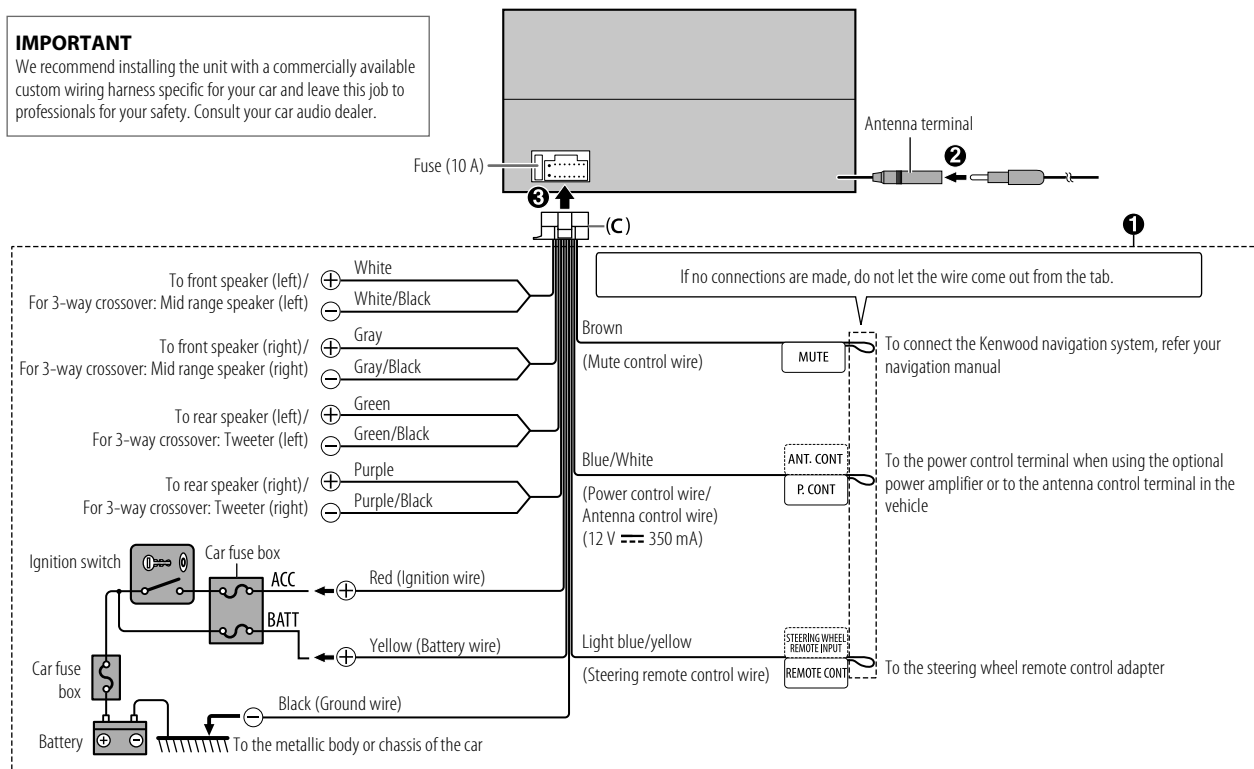 IMPORTANT
We recommend installing the unit with a commercially available
custom wiring harness specific for your car and leave this job to
professionals for your safety. Consult your car audio dealer.
Fuse (10 A)
Antenna terminal
2
3
(C)
1
To front speaker (left)/
For 3-way crossover: Mid range speaker (left)
White
White/Black
To front speaker (right)/
For 3-way crossover: Mid range speaker (right)
Gray
Gray/Black
To rear speaker (left)/
For 3-way crossover: Tweeter (left)
Green
Green/Black
To rear speaker (right)/
For 3-way crossover: Tweeter (right)
Purple
Purple/Black
If no connections are made, do not let the wire come out from the tab.
Brown
(Mute control wire)
MUTE
To connect the Kenwood navigation system, refer your
navigation manual
Blue/White
(Power control wire/
Antenna control wire)
(12 V ⎓ 350 mA)
ANT. CONT
P. CONT
To the power control terminal when using the optional
power amplifier or to the antenna control terminal in the
vehicle
Ignition switch
Car fuse box
ACC
Red (Ignition wire)
BATT
Yellow (Battery wire)
Light blue/yellow
(Steering remote control wire)
STEERING WHEEL
REMOTE INPUT
REMOTE CONT
To the steering wheel remote control adapter
Car fuse
box
Black (Ground wire)
Battery
To the metallic body or chassis of the car